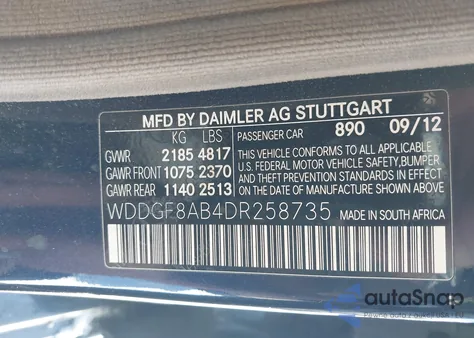 MFD BY DAIMLER AG STUTTGART
KG LBS
PASSENGER CAR 890 09/12
GVWR 2185 4817
GAWR FRONT 1075 2370
GAWR REAR 1140 2513
THIS VEHICLE CONFORMS TO ALL APPLICABLE
U.S. FEDERAL MOTOR VEHICLE SAFETY, BUMPER
AND THEFT PREVENTION STANDARDS IN EFFECT
ON THE DATE OF MANUFACTURE SHOWN ABOVE.
WDDGF8AB4DR258735 MADE IN SOUTH AFRICA
autoSnap